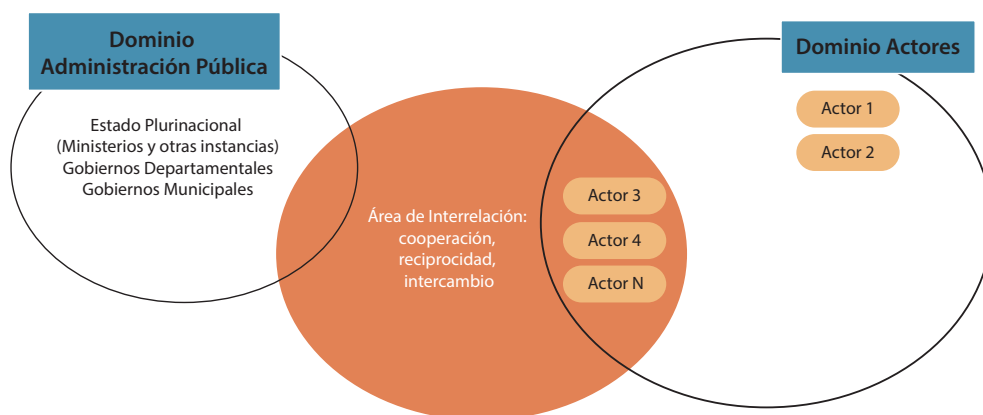 Dominio
Administración Pública
Estado Plurinacional
(Ministerios y otras instancias)
Gobiernos Departamentales
Gobiernos Municipales
Área de Interrelación:
cooperación,
reciprocidad,
intercambio
Actor 3
Actor 4
Actor N
Dominio Actores
Actor 1
Actor 2